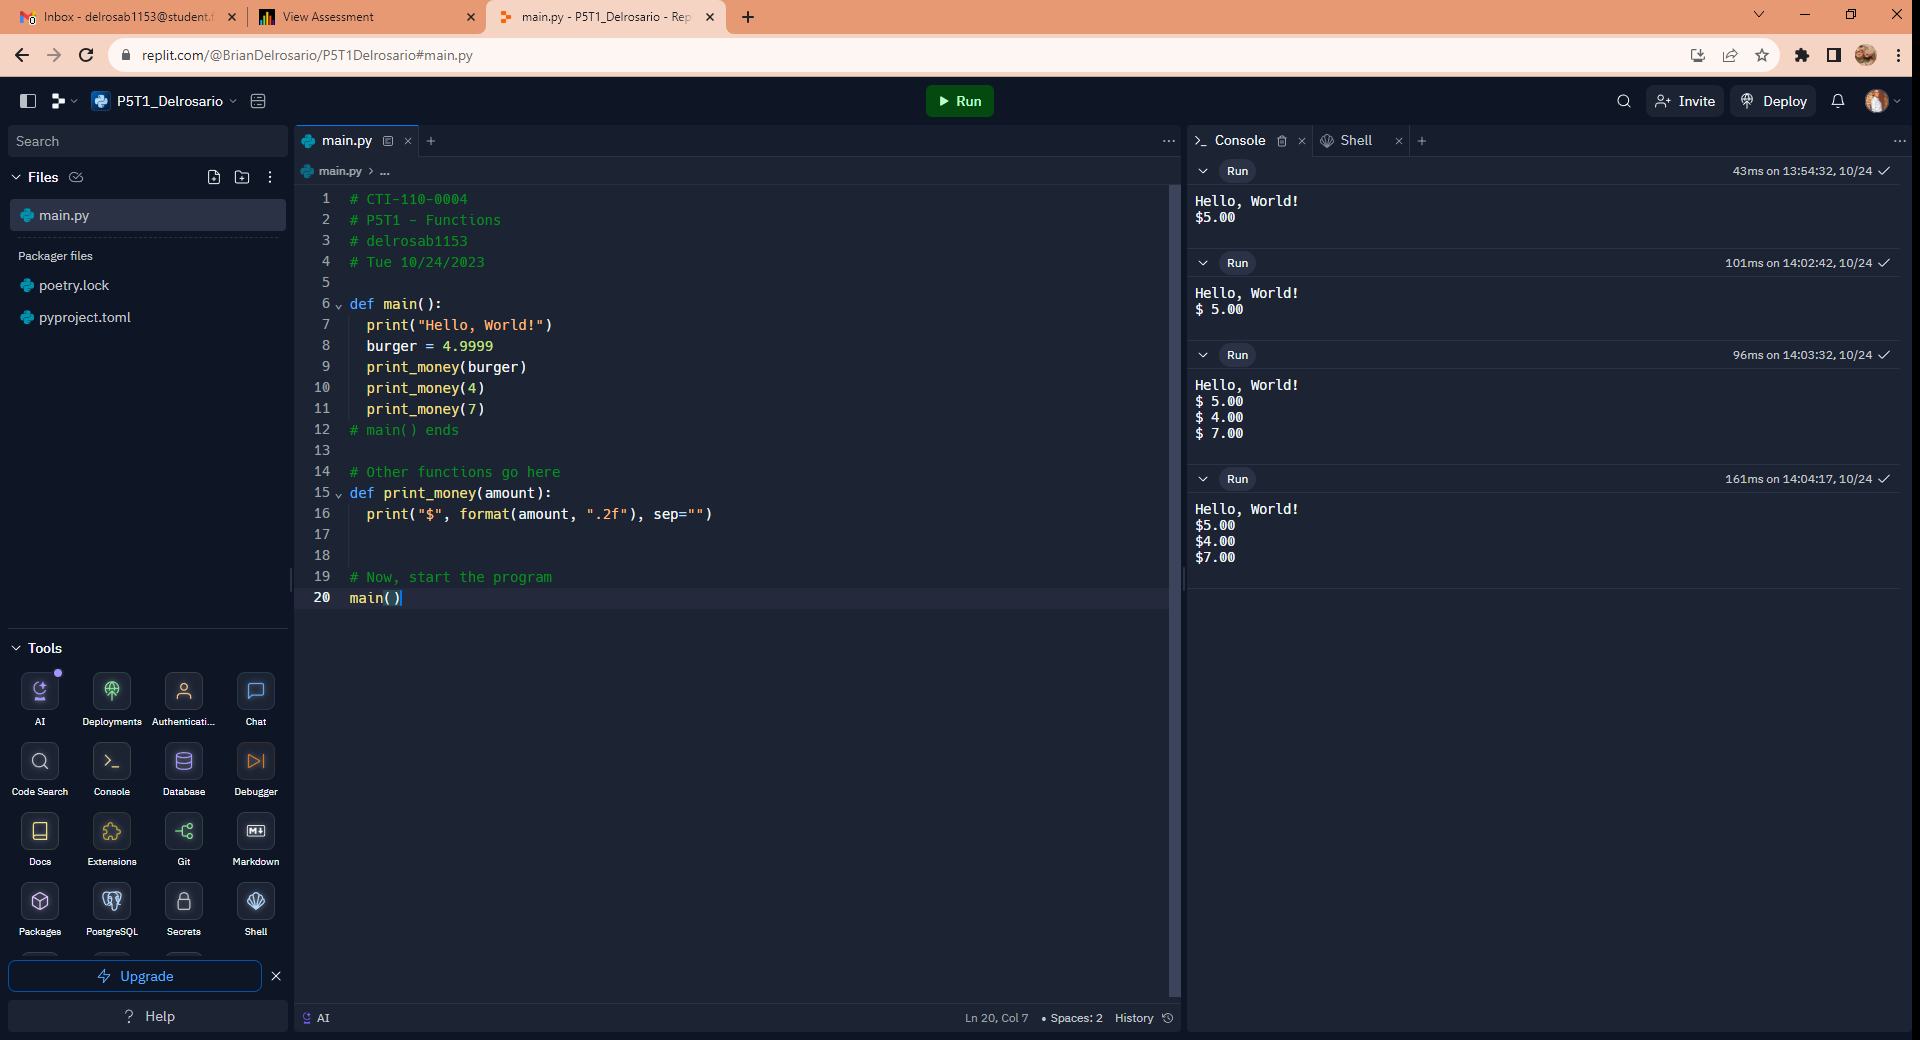 Inbox - delrosab1153@student.f
View Assessment
main.py - P5T1_Delrosario - Rep
replit.com/@BrianDelrosario/P5T1Delrosario#main.py
P5T1_Delrosario
Run
Invite
Deploy
Search
Files
main.py
Packager files
poetry.lock
pyproject.toml
Tools
AI
Deployments
Authenticati...
Chat
Code Search
Console
Database
Debugger
Docs
Extensions
Git
Markdown
Packages
PostgreSQL
Secrets
Shell
Upgrade
? Help
main.py
main.py > ...
1 # CTI-110-0004
2 # P5T1 - Functions
3 # delrosab1153
4 # Tue 10/24/2023
5
6 def main():
7 print("Hello, World!")
8 burger = 4.9999
9 print_money(burger)
10 print_money(4)
11 print_money(7)
12 # main() ends
13
14 # Other functions go here
15 def print_money(amount):
16 print("$", format(amount, ".2f"), sep="")
17
18
19 # Now, start the program
20 main()
AI
Ln 20, Col 7 • Spaces: 2 History
Console
Shell
Run 43ms on 13:54:32, 10/24
Hello, World!
$5.00
Run 101ms on 14:02:42, 10/24
Hello, World!
$ 5.00
Run 96ms on 14:03:32, 10/24
Hello, World!
$ 5.00
$ 4.00
$ 7.00
Run 161ms on 14:04:17, 10/24
Hello, World!
$5.00
$4.00
$7.00